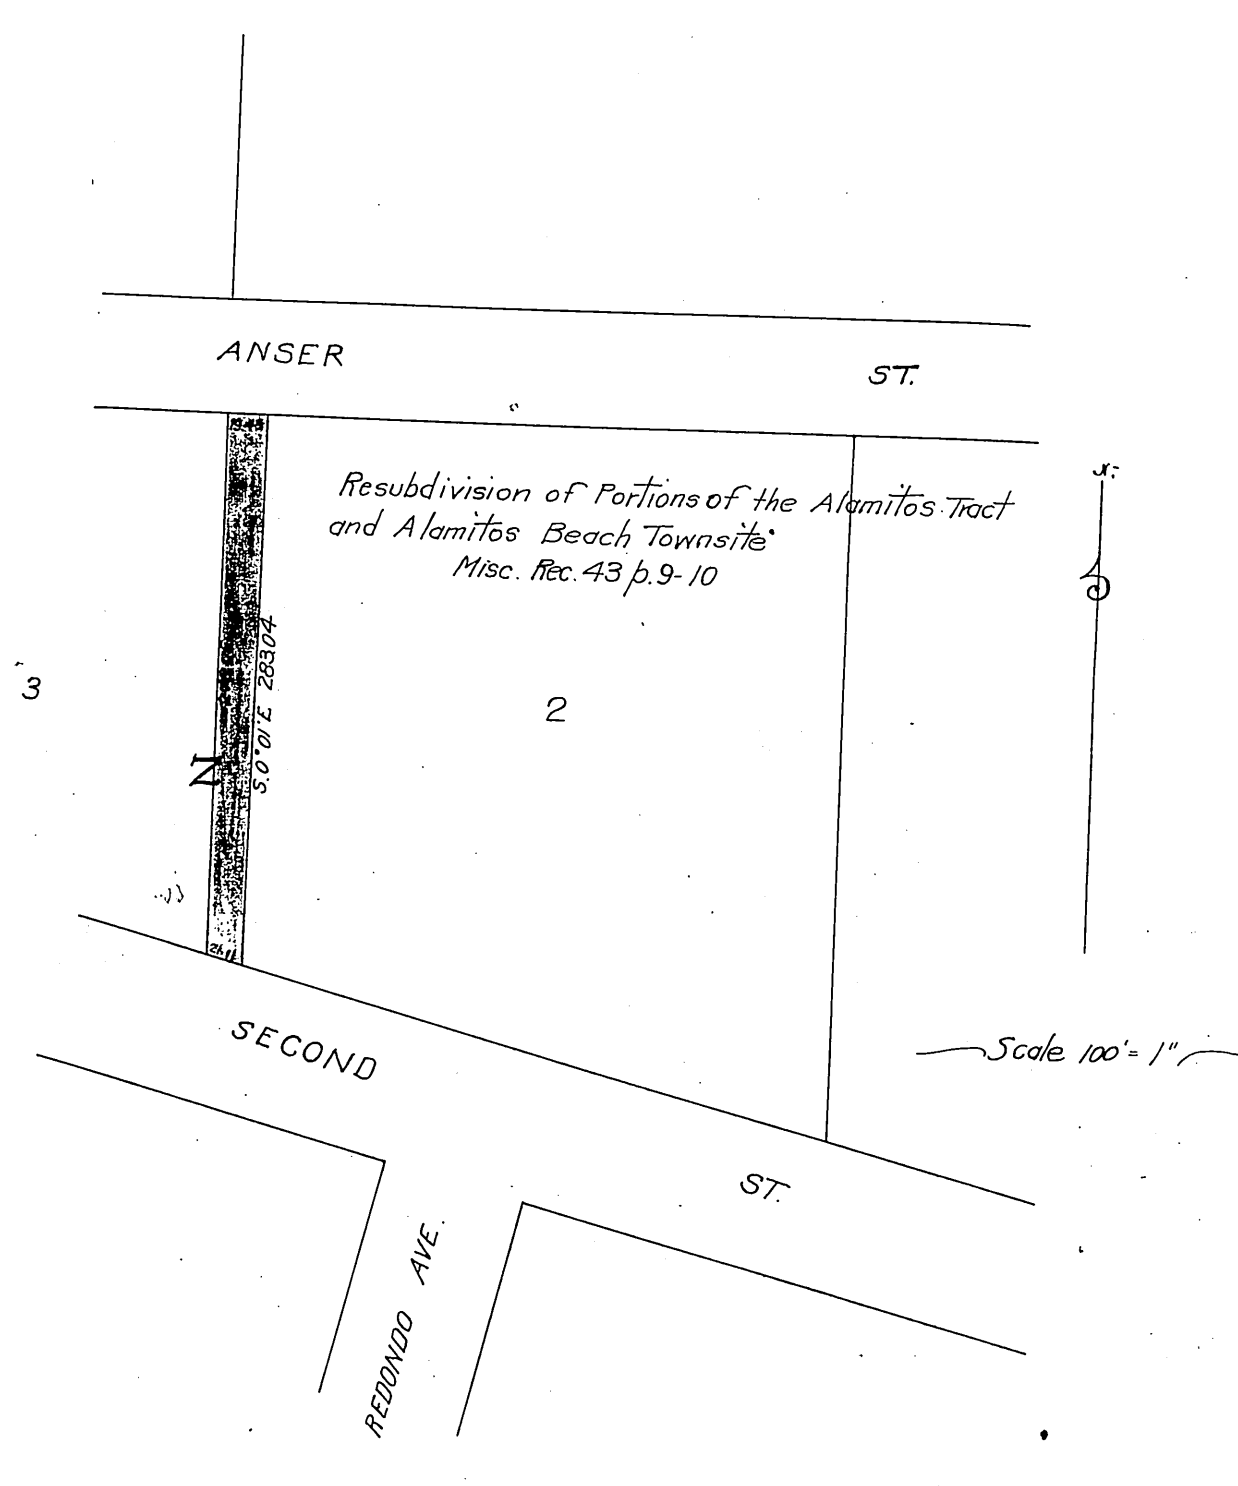 ANSER ST.
N.
Resubdivision of Portions of the Alamitos Tract
and Alamitos Beach Townsite
Misc. Rec. 43 p. 9-10
S.0°01'E 283.04
3
2
N
SECOND ST.
Scale 100' = 1"
REDONDO AVE.